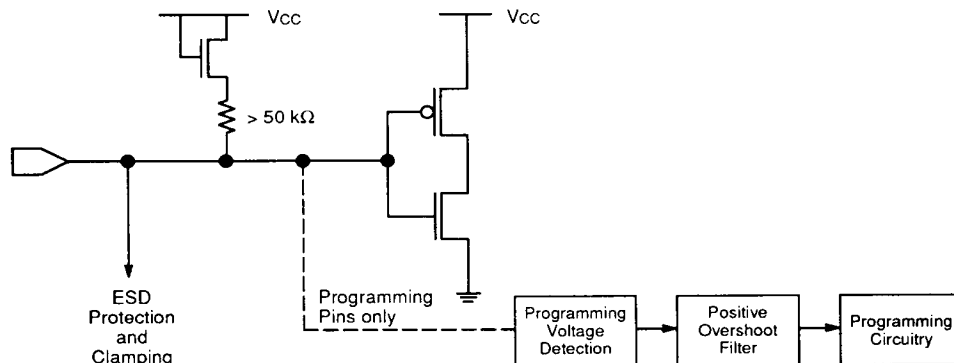 VCC
VCC
> 50 kΩ
ESD
Protection
and
Clamping
Programming
Pins only
Programming
Voltage
Detection
Positive
Overshoot
Filter
Programming
Circuitry